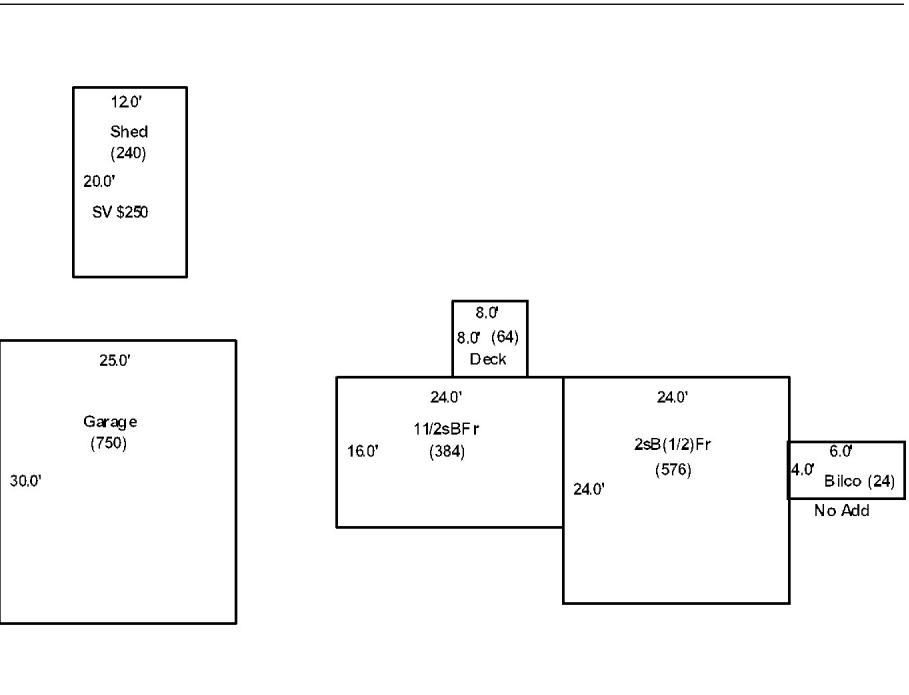 12.0'
Shed
(240)
20.0'
SV $250
8.0'
8.0' (64)
Deck
25.0'
Garage
(750)
30.0'
24.0'
11/2sBFr
16.0'
(384)
24.0'
2sB(1/2)Fr
(576)
24.0'
6.0'
4.0'
Bilco (24)
No Add